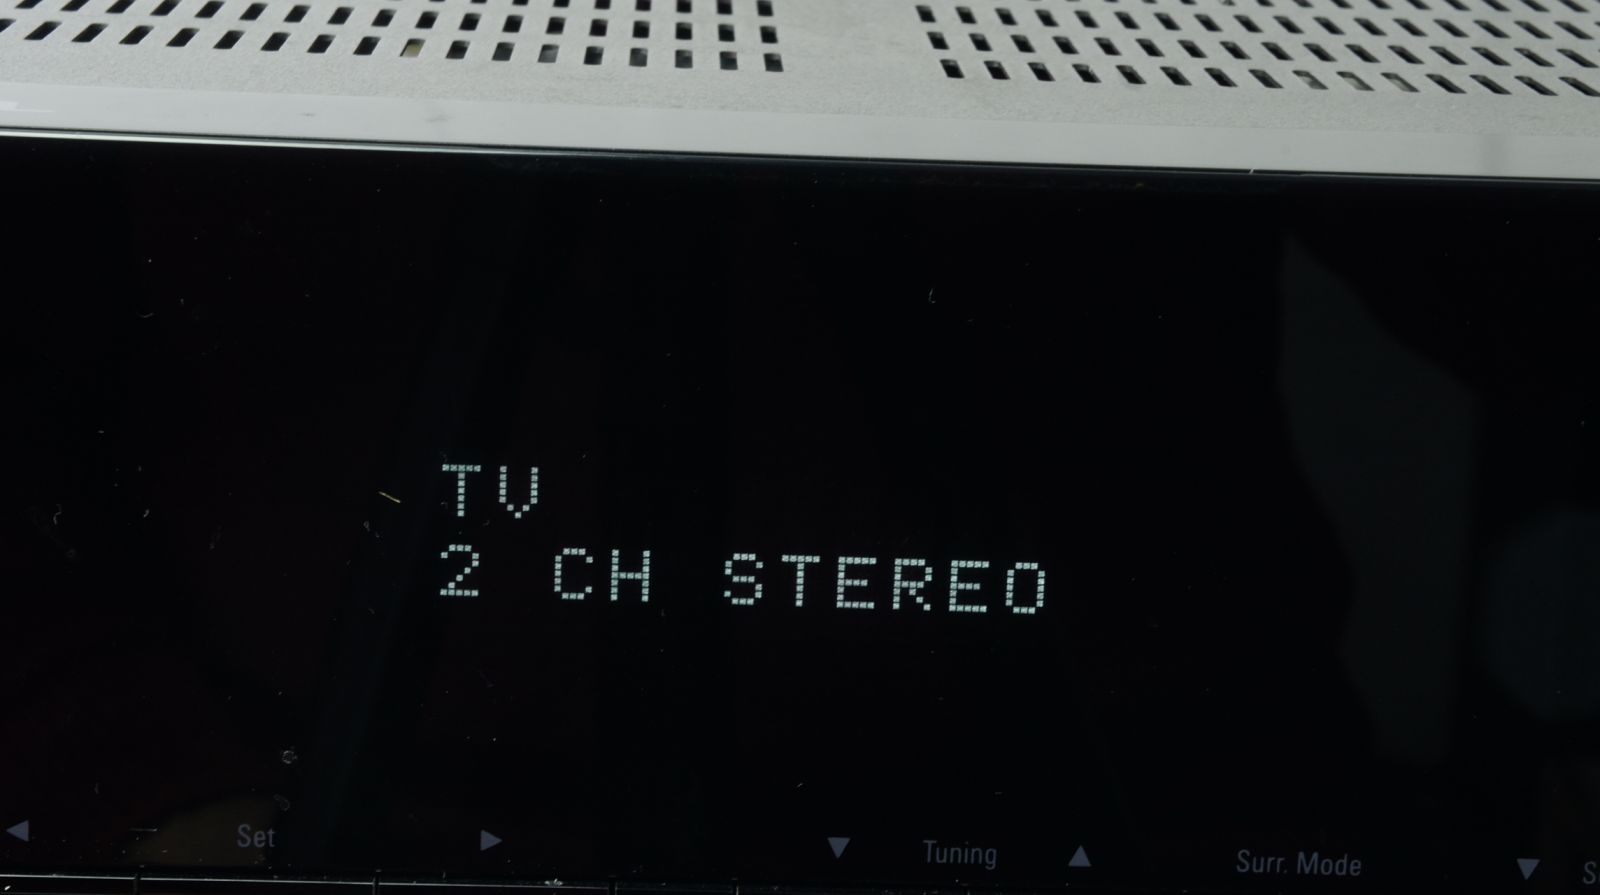 TV
2 CH STEREO
Set Tuning Surr. Mode